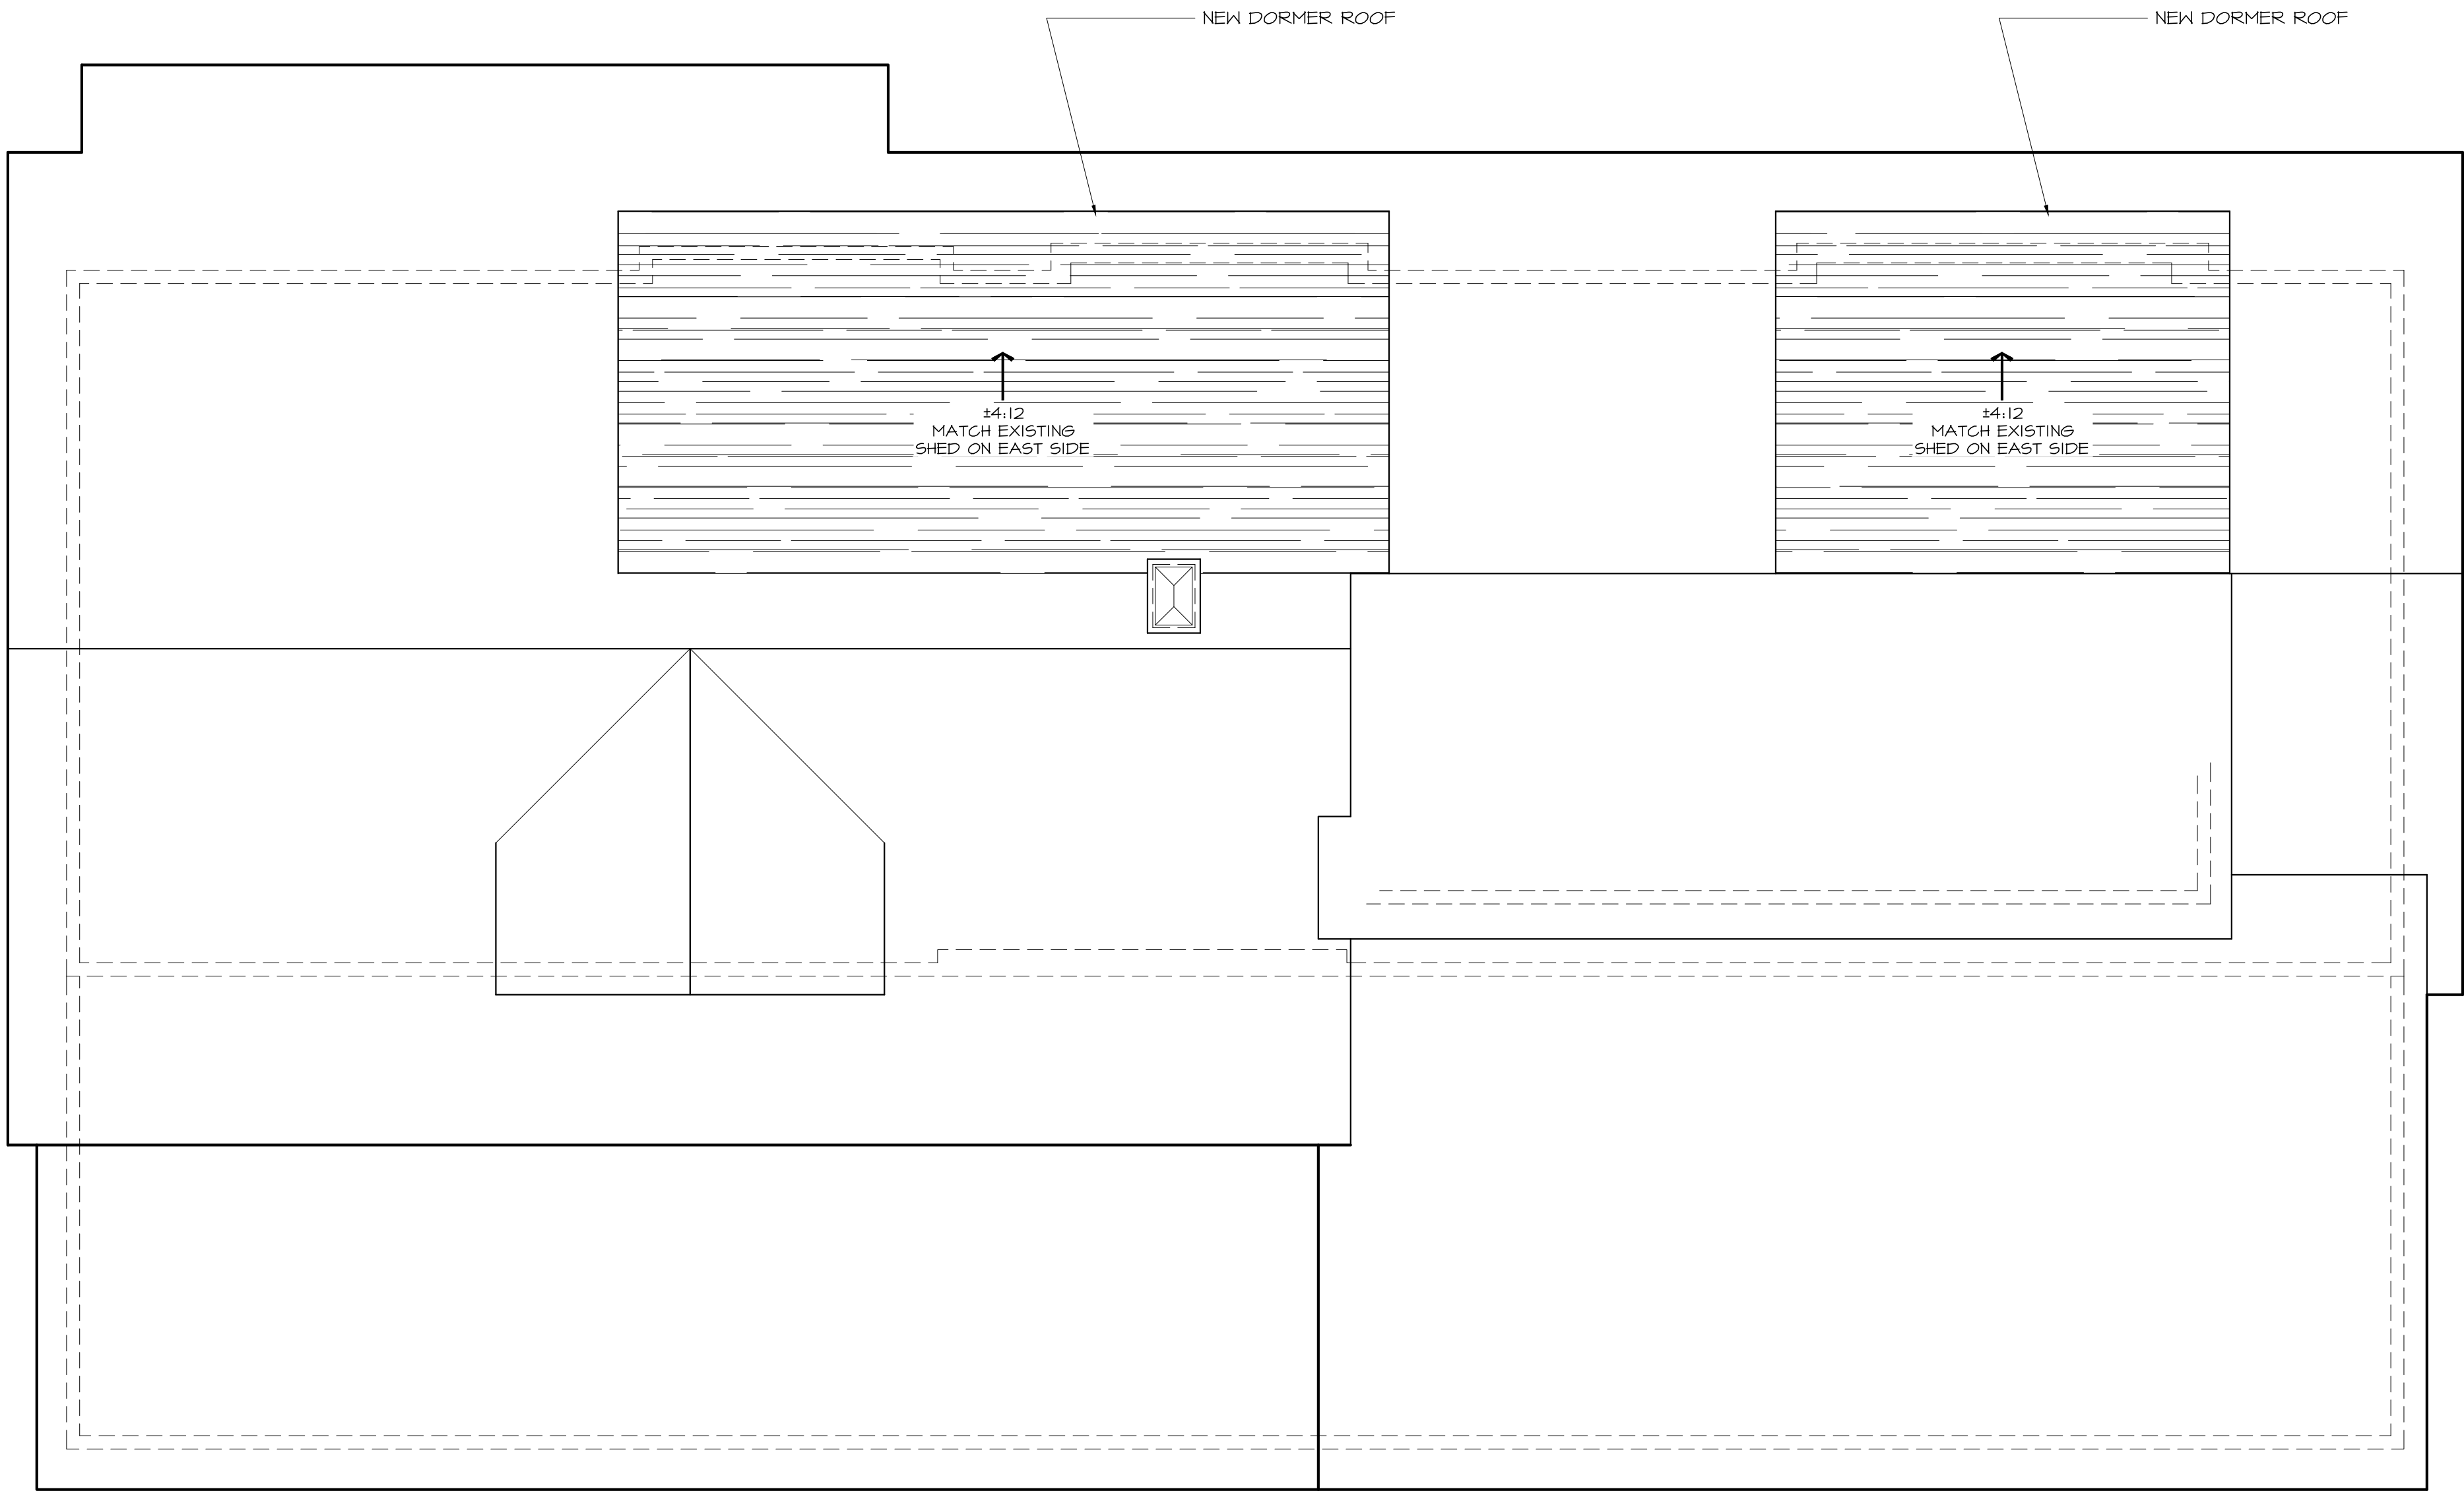 NEW DORMER ROOF
NEW DORMER ROOF
±4:12
MATCH EXISTING
SHED ON EAST SIDE
±4:12
MATCH EXISTING
SHED ON EAST SIDE